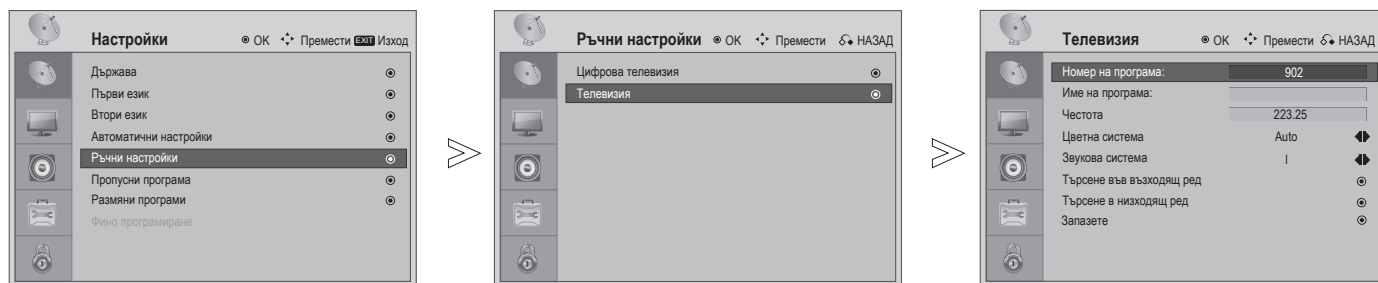 Настройки OK Премести EXIT Изход
Държава
Първи език
Втори език
Автоматични настройки
Ръчни настройки
Пропусни програма
Размяни програми
Фино програмиране
Ръчни настройки OK Премести НАЗАД
Цифрова телевизия
Телевизия
Телевизия OK Премести НАЗАД
Номер на програма: 902
Име на програма:
Честота 223.25
Цветна система Auto
Звукова система I
Търсене във възходящ ред
Търсене в низходящ ред
Запазете